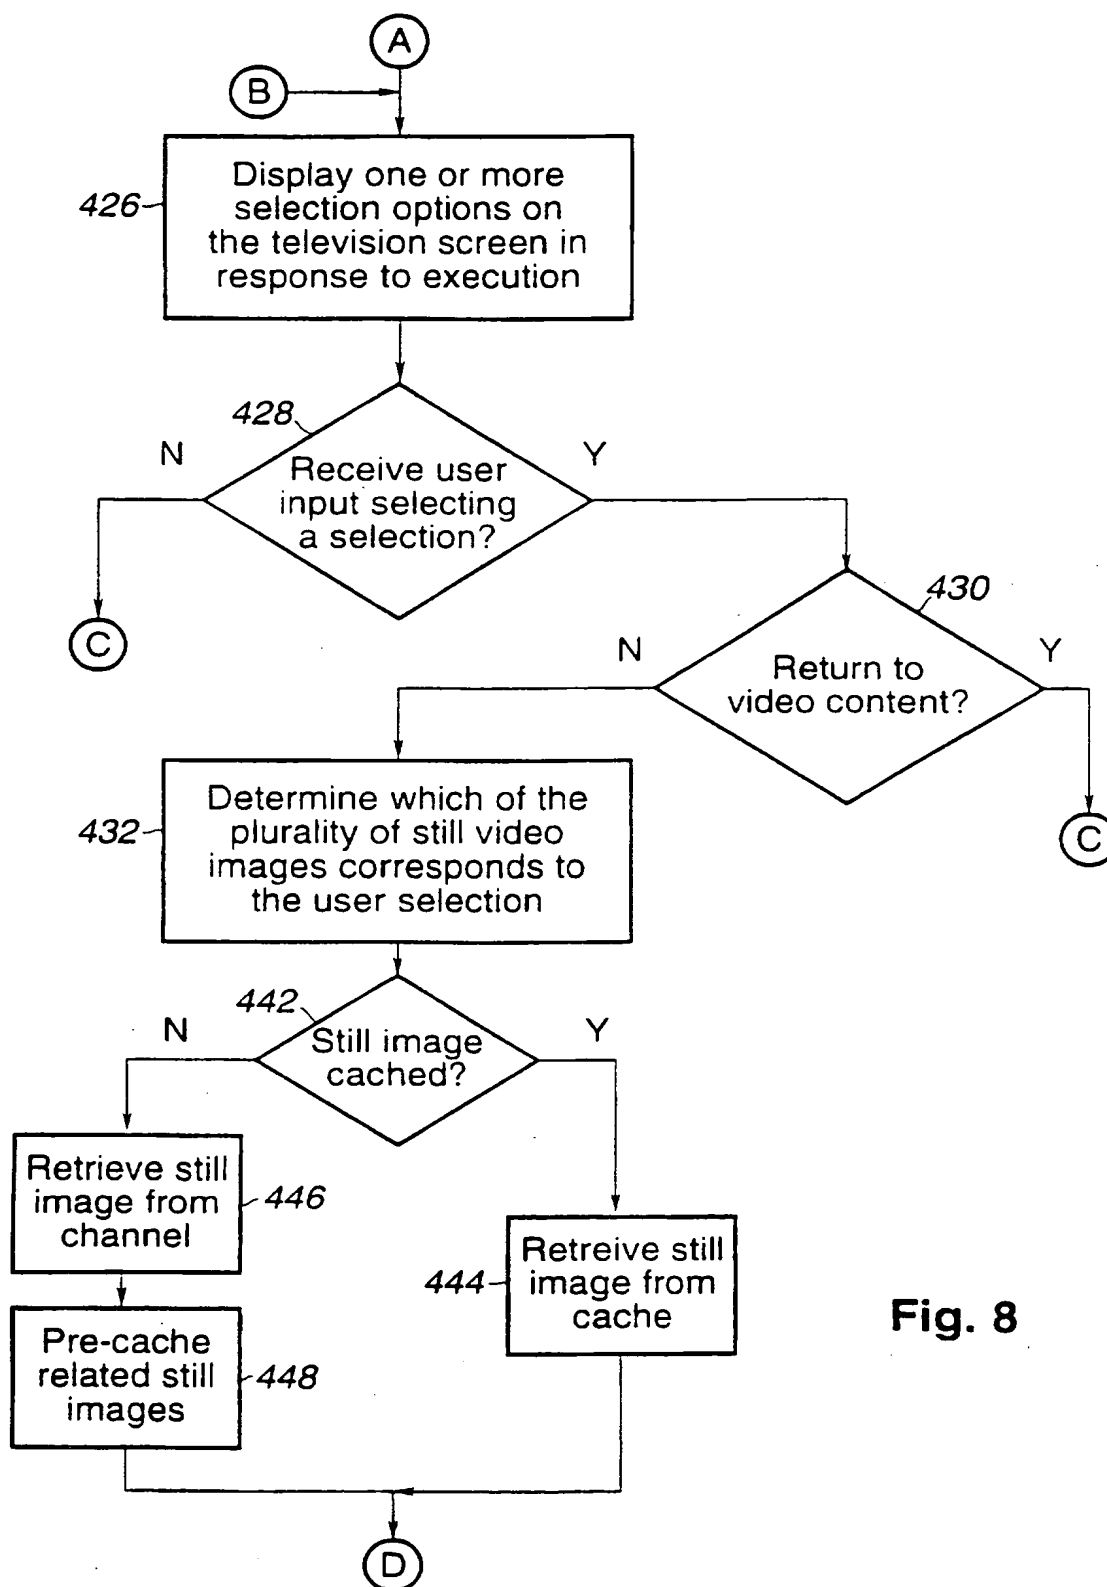 A
B
426
Display one or more
selection options on
the television screen in
response to execution
428
N
Y
Receive user
input selecting
a selection?
C
430
N
Y
Return to
video content?
C
432
Determine which of the
plurality of still video
images corresponds to
the user selection
442
N
Y
Still image
cached?
Retrieve still
image from
channel
446
444
Retreive still
image from
cache
Pre-cache
related still
images
448
D
Fig. 8